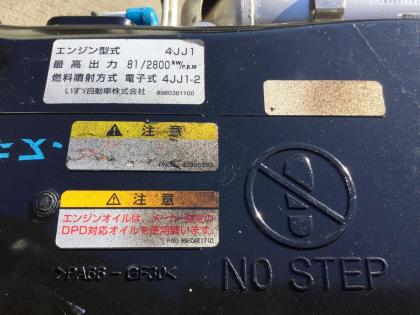 エンジン型式 4JJ1
最高出力 81/2800 kW/r.p.m
燃料噴射方式 電子式 4JJ1-2
いすゞ自動車株式会社 8980361100
注意
注意
エンジンオイルは、メーカー指定の
DPD対応オイルを使用願います。
>PA66-GF30<
NO STEP